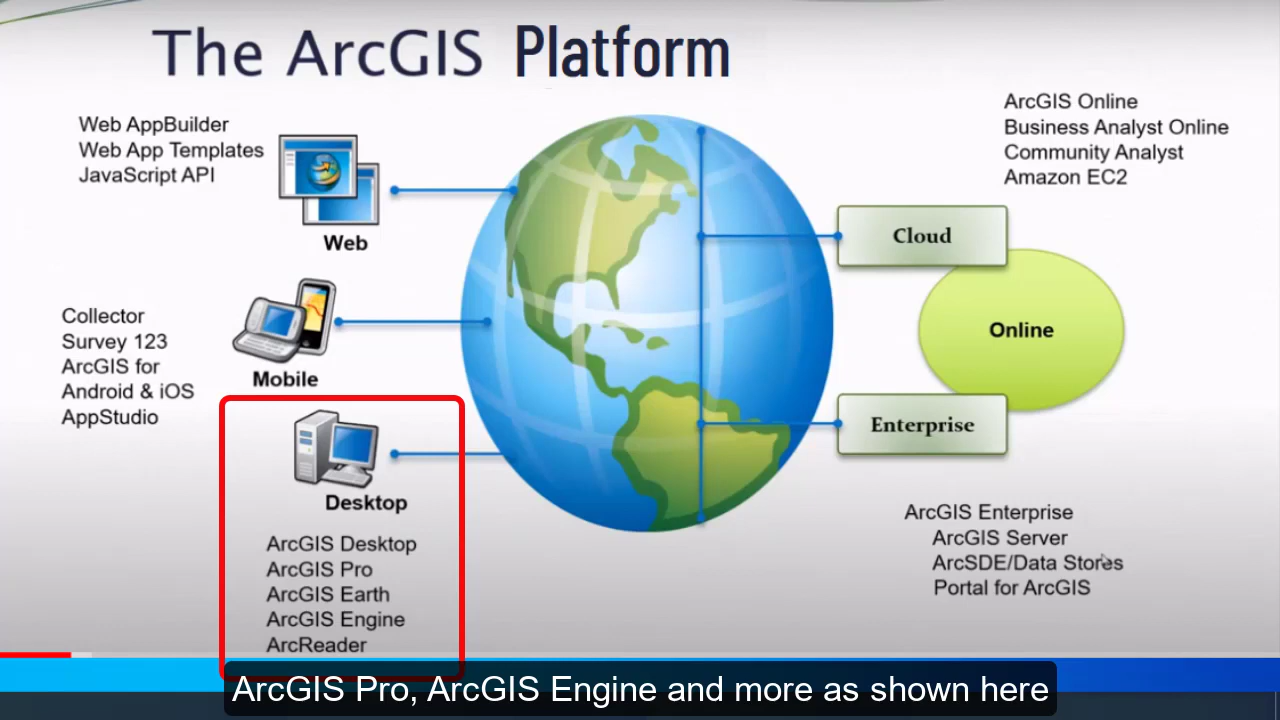 The ArcGIS Platform
Web AppBuilder
Web App Templates
JavaScript API
Web
Collector
Survey 123
ArcGIS for
Android & iOS
AppStudio
Mobile
Desktop
ArcGIS Desktop
ArcGIS Pro
ArcGIS Earth
ArcGIS Engine
ArcReader
ArcGIS Online
Business Analyst Online
Community Analyst
Amazon EC2
Cloud
Online
Enterprise
ArcGIS Enterprise
ArcGIS Server
ArcSDE/Data Stores
Portal for ArcGIS
ArcGIS Pro, ArcGIS Engine and more as shown here